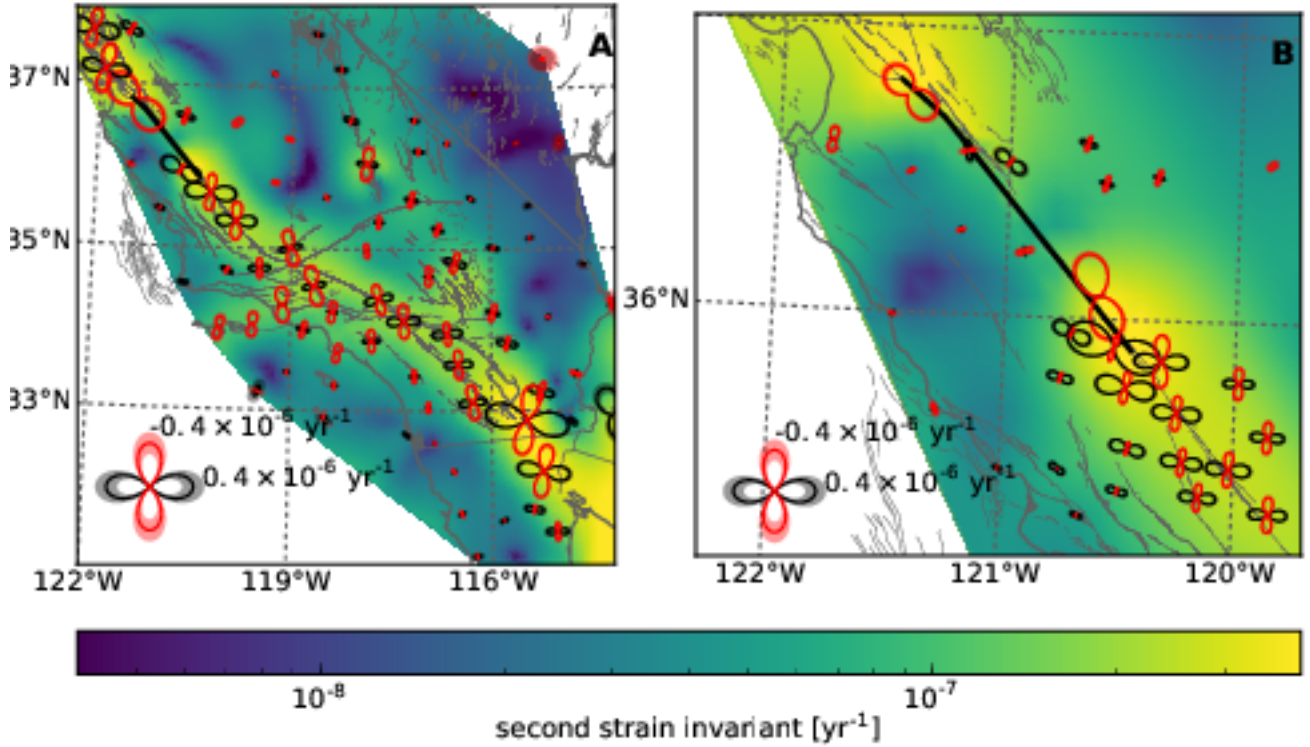 A
37°N
35°N
33°N
-0.4 × 10⁻⁶ yr⁻¹
0.4 × 10⁻⁶ yr⁻¹
122°W 119°W 116°W
B
36°N
-0.4 × 10⁻⁶ yr⁻¹
0.4 × 10⁻⁶ yr⁻¹
122°W 121°W 120°W
10⁻⁸ 10⁻⁷
second strain invariant [yr⁻¹]